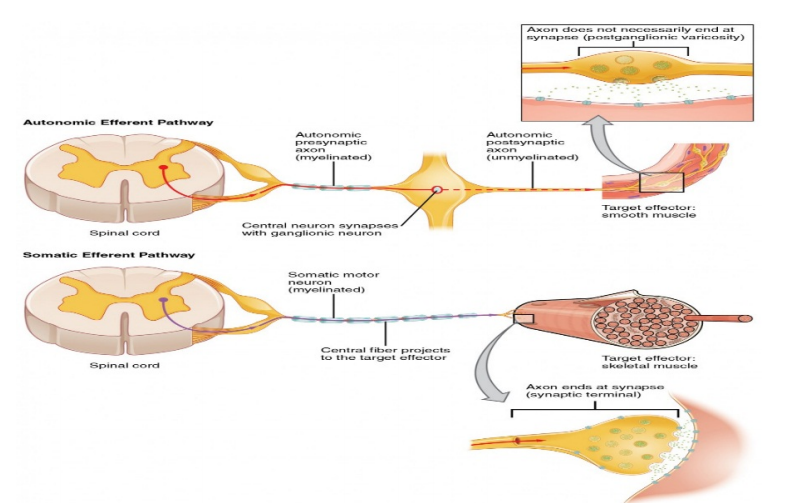 Axon does not necessarily end at
synapse (postganglionic varicosity)
Autonomic Efferent Pathway
Autonomic
presynaptic
axon
(myelinated)
Autonomic
postsynaptic
axon
(unmyelinated)
Spinal cord
Central neuron synapses
with ganglionic neuron
Target effector:
smooth muscle
Somatic Efferent Pathway
Somatic motor
neuron
(myelinated)
Central fiber projects
to the target effector
Spinal cord
Target effector:
skeletal muscle
Axon ends at synapse
(synaptic terminal)